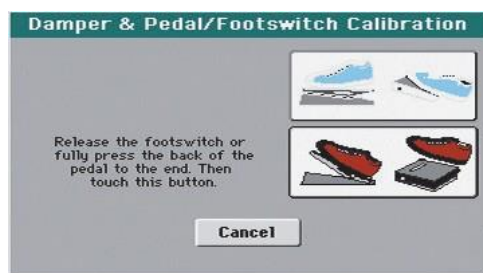 Damper & Pedal/Footswitch Calibration
Release the footswitch or
fully press the back of the
pedal to the end. Then
touch this button.
Cancel